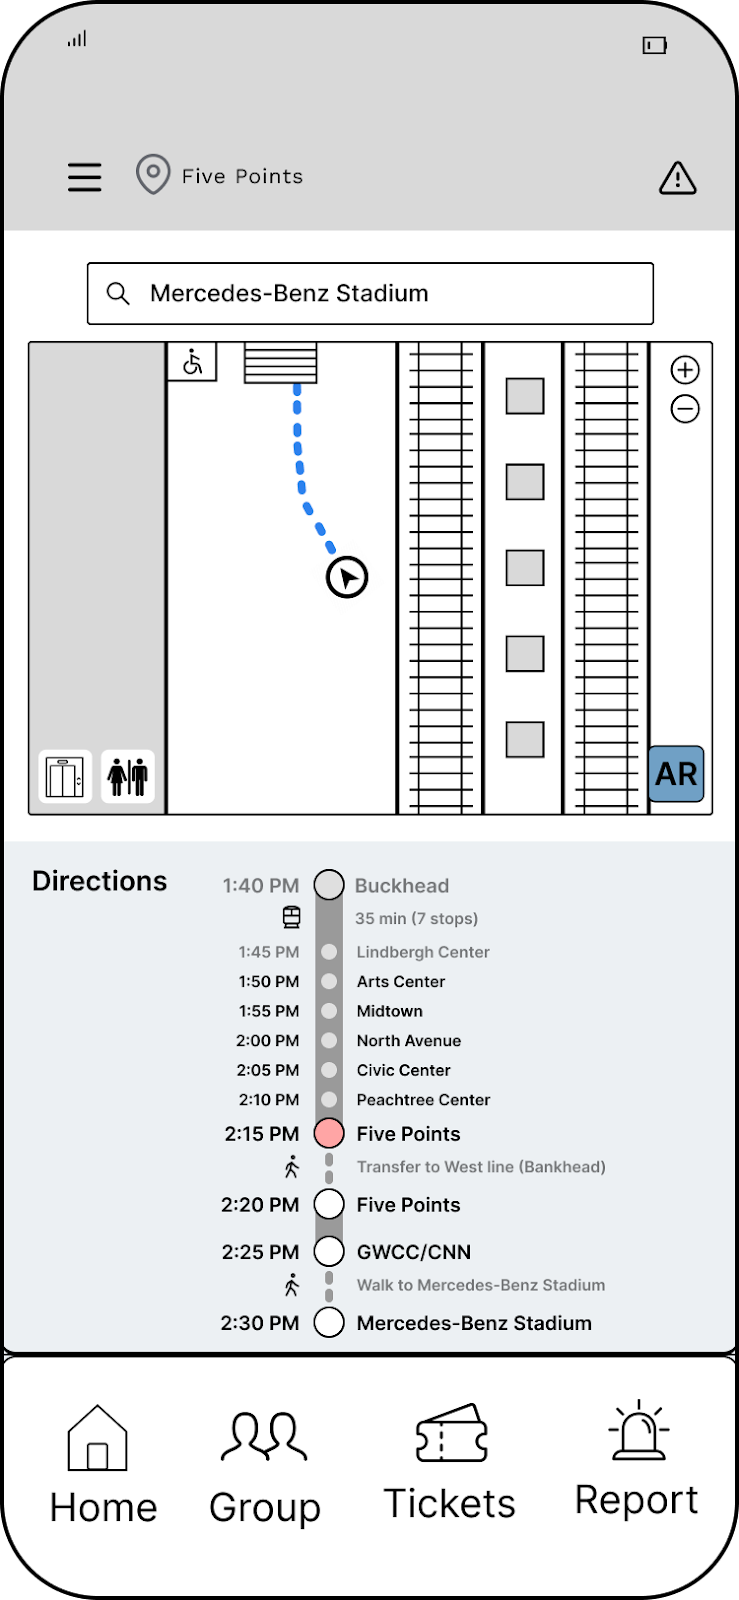 Five Points
Mercedes-Benz Stadium
AR
Directions
1:40 PM Buckhead
35 min (7 stops)
1:45 PM Lindbergh Center
1:50 PM Arts Center
1:55 PM Midtown
2:00 PM North Avenue
2:05 PM Civic Center
2:10 PM Peachtree Center
2:15 PM Five Points
Transfer to West line (Bankhead)
2:20 PM Five Points
2:25 PM GWCC/CNN
Walk to Mercedes-Benz Stadium
2:30 PM Mercedes-Benz Stadium
Home Group Tickets Report